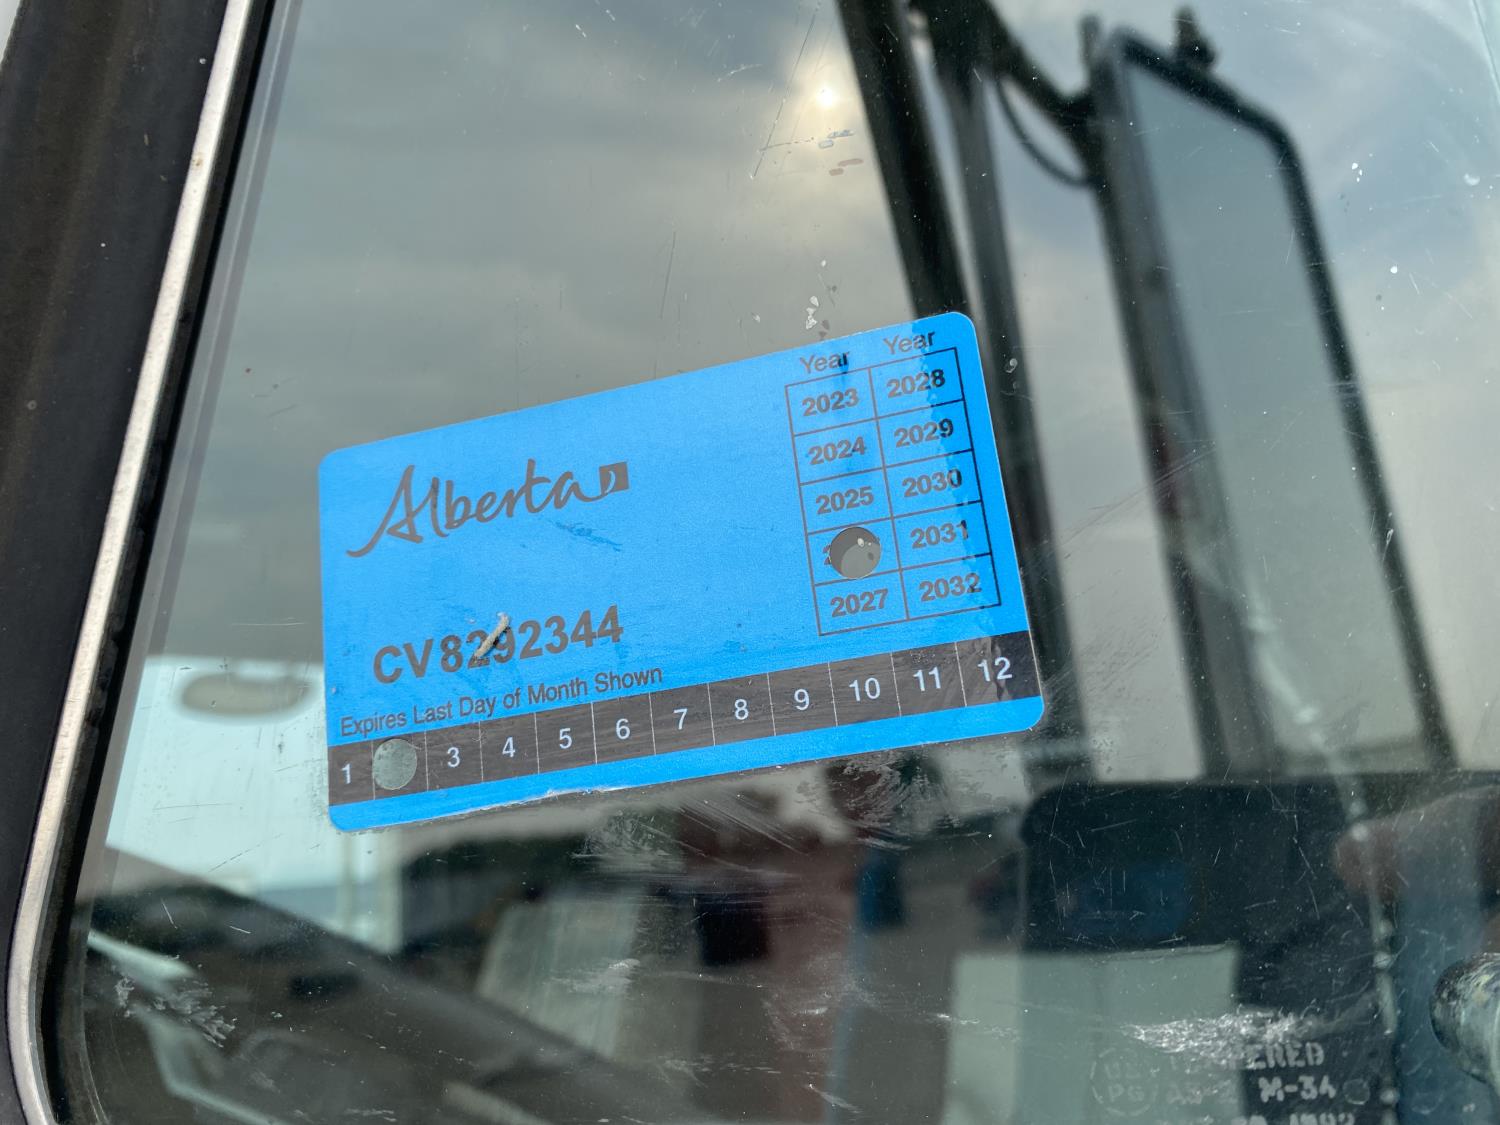 Alberta
Year Year
2023 2028
2024 2029
2025 2030
2031
2027 2032
CV8292344
Expires Last Day of Month Shown
1 3 4 5 6 7 8 9 10 11 12
M-34